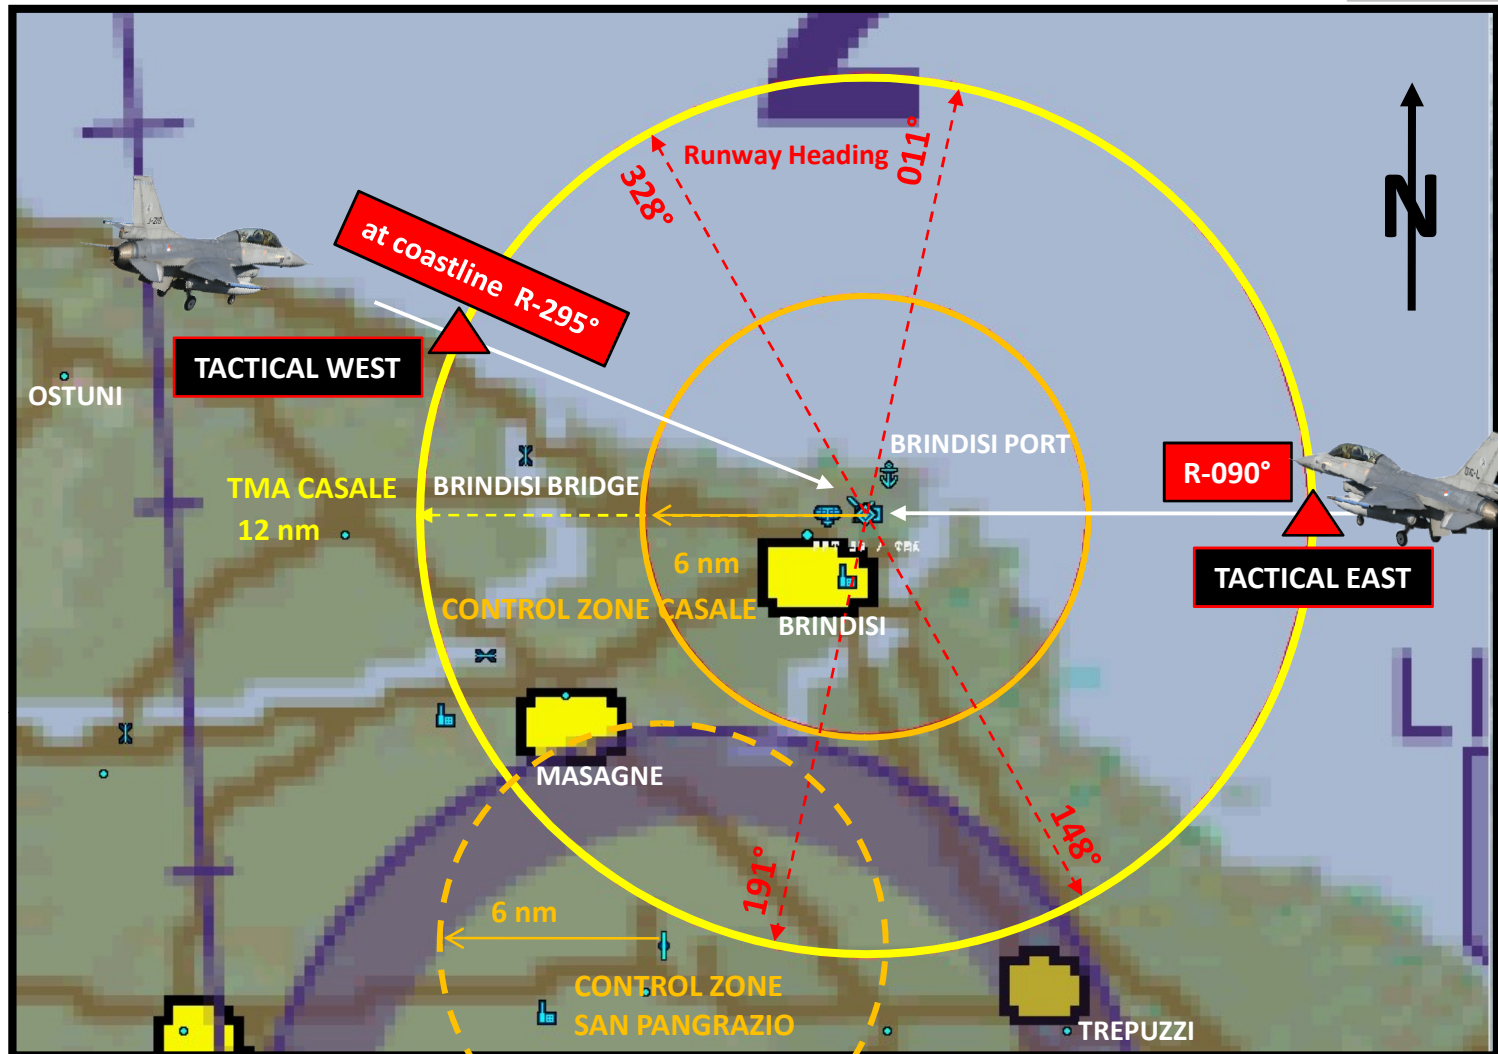 N
Runway Heading
011°
328°
at coastline R-295°
TACTICAL WEST
OSTUNI
BRINDISI PORT
R-090°
TMA CASALE
12 nm
BRINDISI BRIDGE
6 nm
TACTICAL EAST
CONTROL ZONE CASALE
BRINDISI
MASAGNE
148°
191°
6 nm
CONTROL ZONE
SAN PANGRAZIO
TREPUZZI